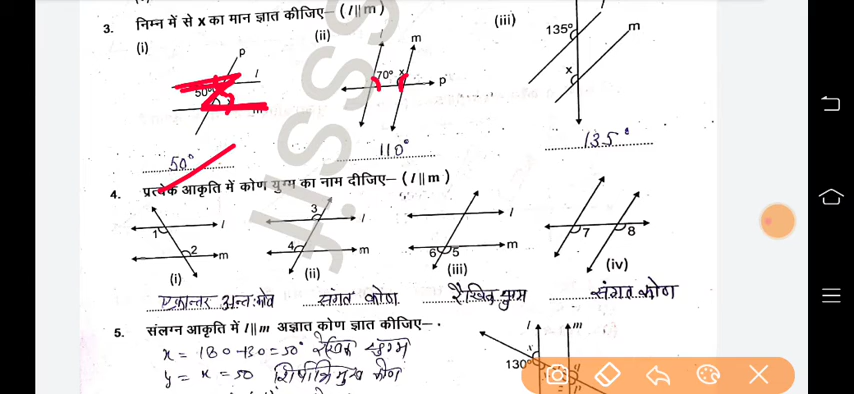 3. निम्न में से x का मान ज्ञात कीजिए– (l||m)
(i) (ii) (iii)
p l 50°
l m 70° x p
135° m x
50° 110° 135°
4. प्रत्येक आकृति में कोण युग्म का नाम दीजिए– (l||m)
1 2 l m
3 4 l m
6 5 l m
7 8
(i) (ii) (iii) (iv)
एकान्तर अन्तः कोण संगत कोण रैखिक युग्म संगत कोण
5. संलग्न आकृति में l||m अज्ञात कोण ज्ञात कीजिए–
x = 180 -130 = 50° रैखिक युग्म
y = x = 50 शिर्षाभिमुख कोण
l m 130° x y